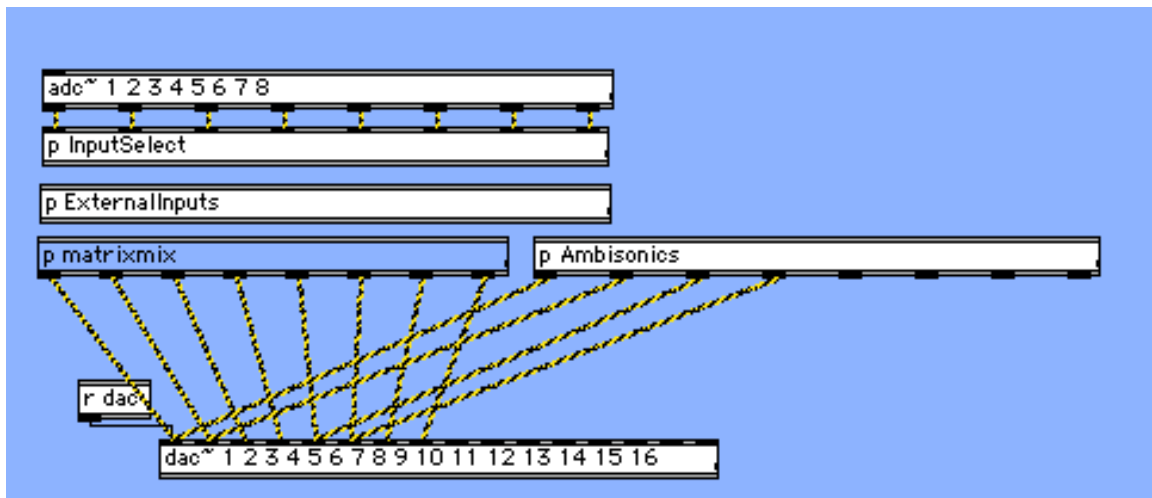 adc~ 1 2 3 4 5 6 7 8
p InputSelect
p ExternalInputs
p matrixmix
p Ambisonics
r dac
dac~ 1 2 3 4 5 6 7 8 9 10 11 12 13 14 15 16